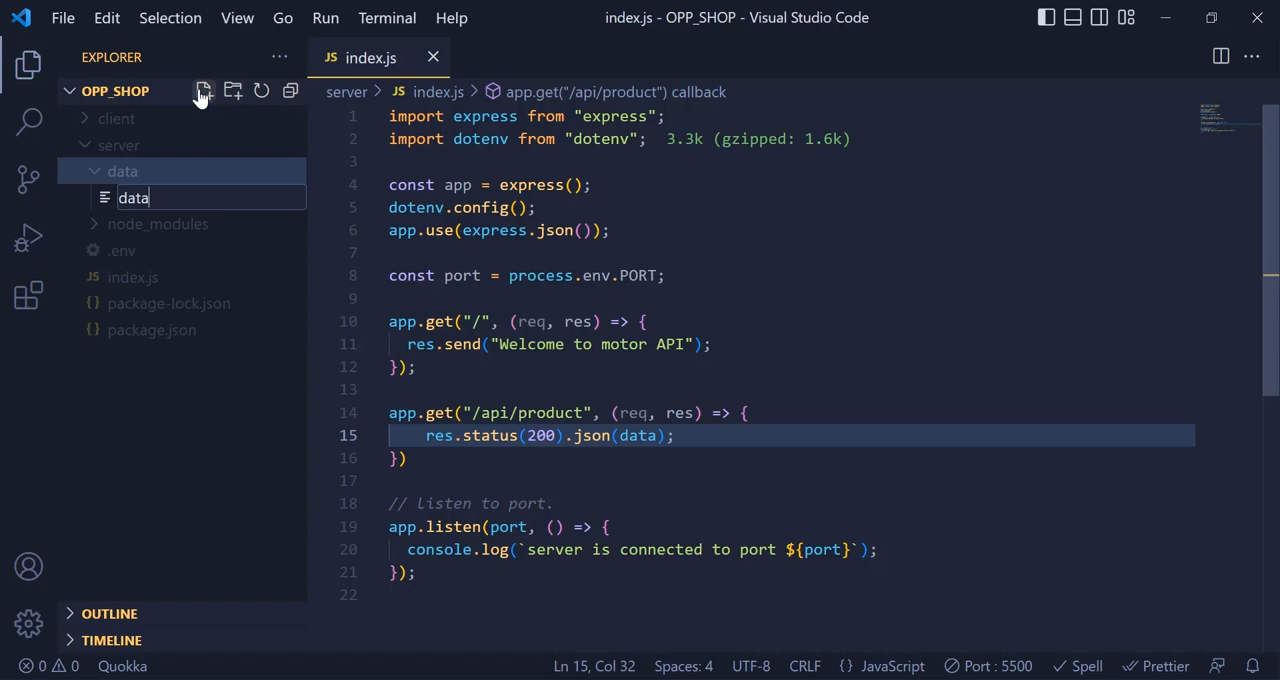 File Edit Selection View Go Run Terminal Help index.js - OPP_SHOP - Visual Studio Code
EXPLORER
OPP_SHOP
client
server
data
data
node_modules
.env
JS index.js
{} package-lock.json
{} package.json
OUTLINE
TIMELINE
JS index.js
server > JS index.js > app.get("/api/product") callback
1 import express from "express";
2 import dotenv from "dotenv"; 3.3k (gzipped: 1.6k)
3
4 const app = express();
5 dotenv.config();
6 app.use(express.json());
7
8 const port = process.env.PORT;
9
10 app.get("/", (req, res) => {
11 res.send("Welcome to motor API");
12 });
13
14 app.get("/api/product", (req, res) => {
15 res.status(200).json(data);
16 })
17
18 // listen to port.
19 app.listen(port, () => {
20 console.log(`server is connected to port ${port}`);
21 });
22
0 0 Quokka Ln 15, Col 32 Spaces: 4 UTF-8 CRLF {} JavaScript Port : 5500 Spell Prettier